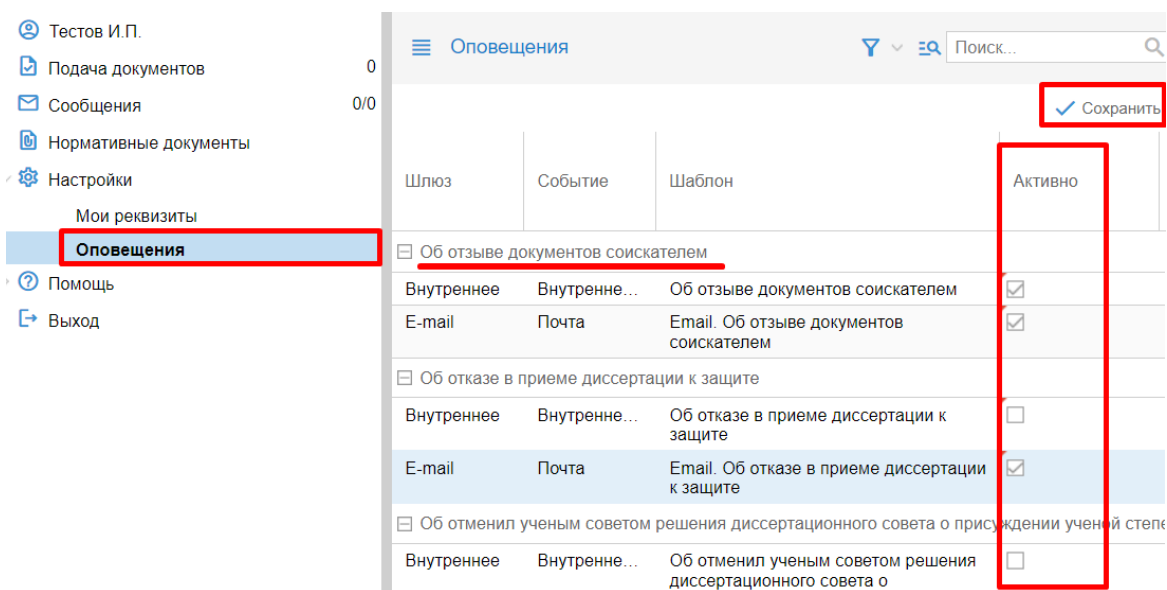 Тестов И.П.
Подача документов 0
Сообщения 0/0
Нормативные документы
Настройки
Мои реквизиты
Оповещения
Помощь
Выход
Оповещения Поиск...
Сохранить
Шлюз Событие Шаблон Активно
Об отзыве документов соискателем
Внутреннее Внутренне... Об отзыве документов соискателем
E-mail Почта Email. Об отзыве документов
соискателем
Об отказе в приеме диссертации к защите
Внутреннее Внутренне... Об отказе в приеме диссертации к
защите
E-mail Почта Email. Об отказе в приеме диссертации
к защите
Об отменил ученым советом решения диссертационного совета о присуждении ученой степе
Внутреннее Внутренне... Об отменил ученым советом решения
диссертационного совета о